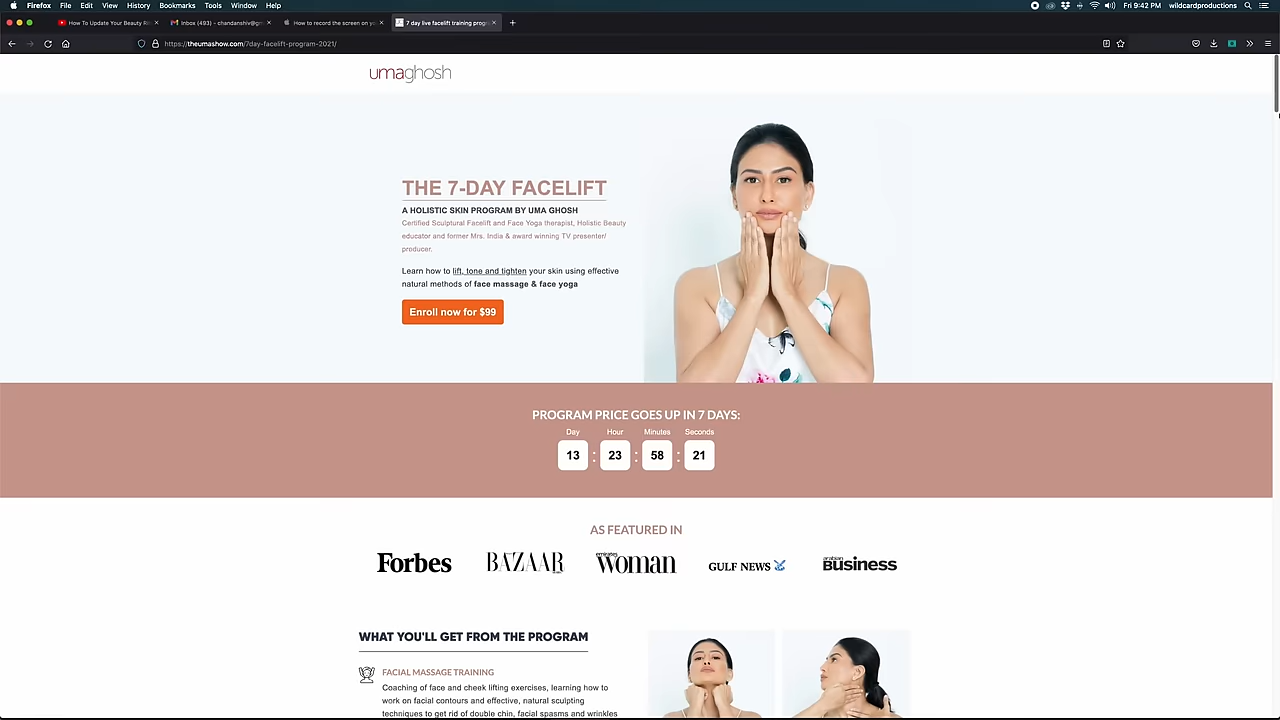 Firefox File Edit View History Bookmarks Tools Window Help
Fri 9:42 PM wildcardproductions
How To Update Your Beauty Ri
Inbox (493) - chandanshiv@gm
How to record the screen on yo
7 day live facelift training progr
https://theumashow.com/7day-facelift-program-2021/
umaghosh
THE 7-DAY FACELIFT
A HOLISTIC SKIN PROGRAM BY UMA GHOSH
Certified Sculptural Facelift and Face Yoga therapist, Holistic Beauty
educator and former Mrs. India & award winning TV presenter/
producer.
Learn how to lift, tone and tighten your skin using effective
natural methods of face massage & face yoga
Enroll now for $99
PROGRAM PRICE GOES UP IN 7 DAYS:
Day Hour Minutes Seconds
13 : 23 : 58 : 21
AS FEATURED IN
Forbes
BAZAAR
emirates
woman
GULF NEWS
arabian
Business
WHAT YOU'LL GET FROM THE PROGRAM
FACIAL MASSAGE TRAINING
Coaching of face and cheek lifting exercises, learning how to
work on facial contours and effective, natural sculpting
techniques to get rid of double chin, facial spasms and wrinkles